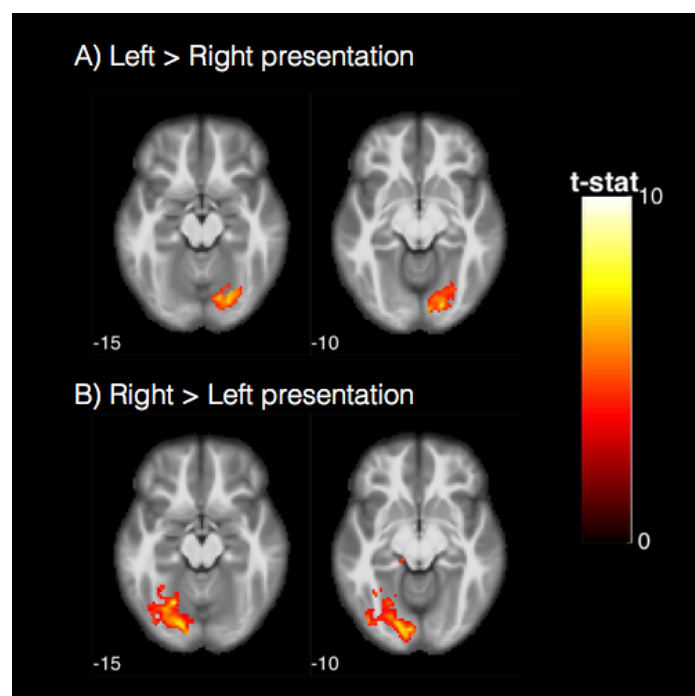 A) Left > Right presentation
-15
-10
t-stat
10
0
B) Right > Left presentation
-15
-10